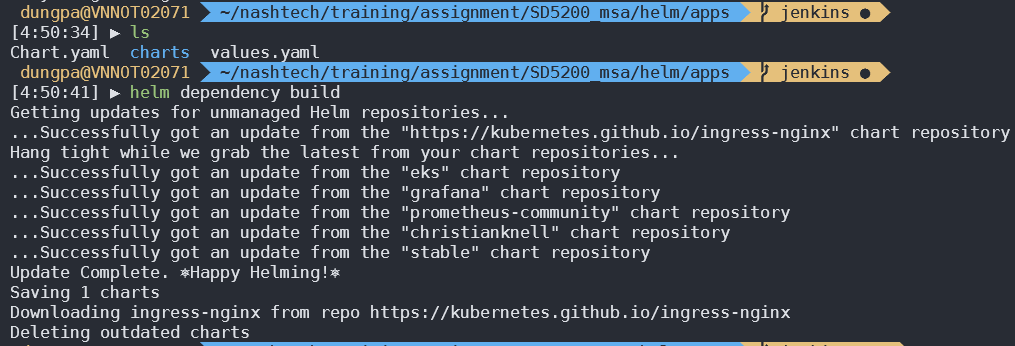 dungpa@VNNOT02071 ~/nashtech/training/assignment/SD5200_msa/helm/apps jenkins ●
[4:50:34] ▶ ls
Chart.yaml charts values.yaml
dungpa@VNNOT02071 ~/nashtech/training/assignment/SD5200_msa/helm/apps jenkins ●
[4:50:41] ▶ helm dependency build
Getting updates for unmanaged Helm repositories...
...Successfully got an update from the "https://kubernetes.github.io/ingress-nginx" chart repository
Hang tight while we grab the latest from your chart repositories...
...Successfully got an update from the "eks" chart repository
...Successfully got an update from the "grafana" chart repository
...Successfully got an update from the "prometheus-community" chart repository
...Successfully got an update from the "christianknell" chart repository
...Successfully got an update from the "stable" chart repository
Update Complete. ⎈Happy Helming!⎈
Saving 1 charts
Downloading ingress-nginx from repo https://kubernetes.github.io/ingress-nginx
Deleting outdated charts